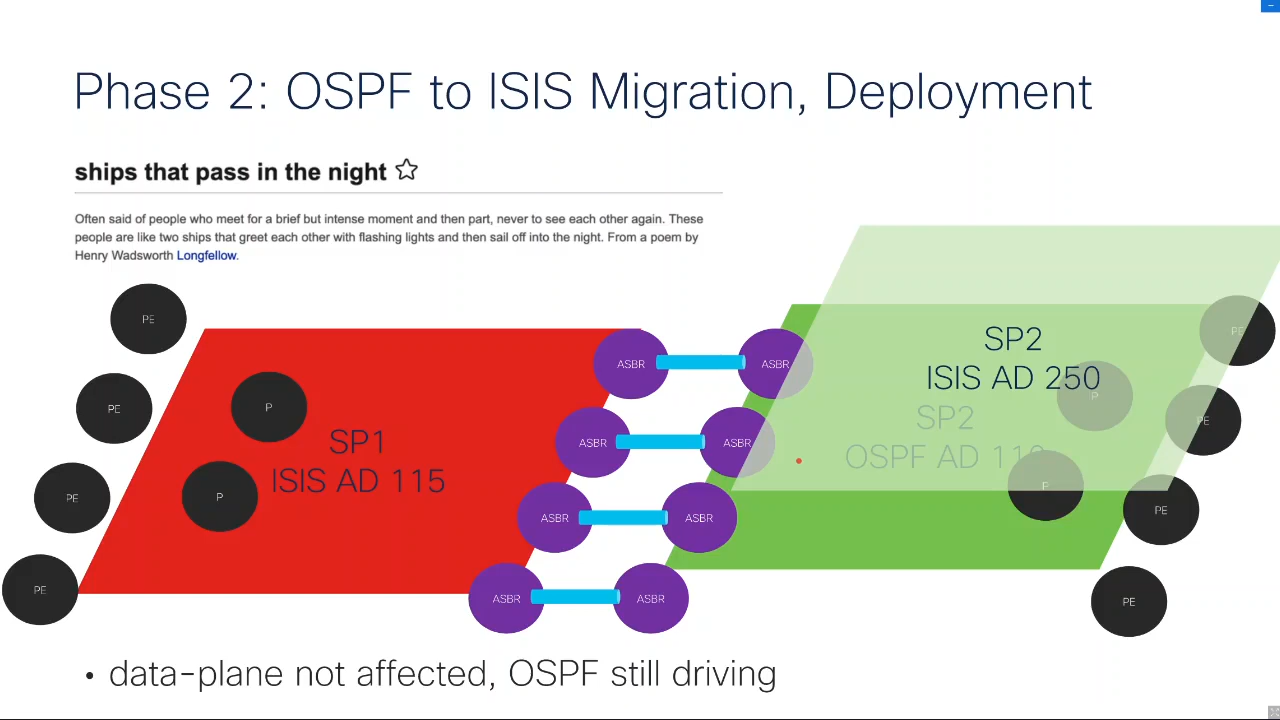 Phase 2: OSPF to ISIS Migration, Deployment
ships that pass in the night
Often said of people who meet for a brief but intense moment and then part, never to see each other again. These
people are like two ships that greet each other with flashing lights and then sail off into the night. From a poem by
Henry Wadsworth Longfellow.
PE
PE
PE
PE
P
P
SP1
ISIS AD 115
ASBR
ASBR
ASBR
ASBR
ASBR
ASBR
ASBR
ASBR
SP2
ISIS AD 250
SP2
OSPF AD 110
P
P
PE
PE
PE
PE
• data-plane not affected, OSPF still driving